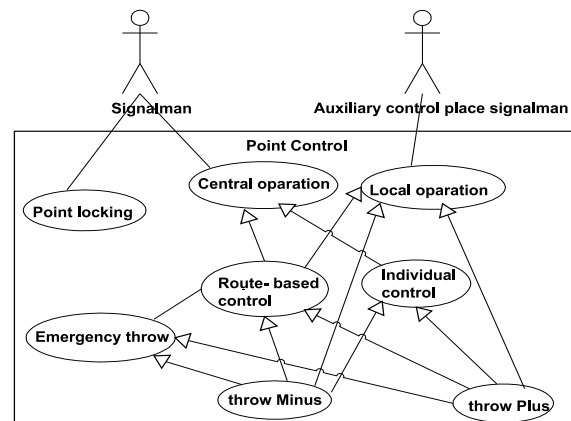 Signalman
Auxiliary control place signalman
Point Control
Central oparation
Local oparation
Point locking
Route- based
control
Individual
control
Emergency throw
throw Minus
throw Plus